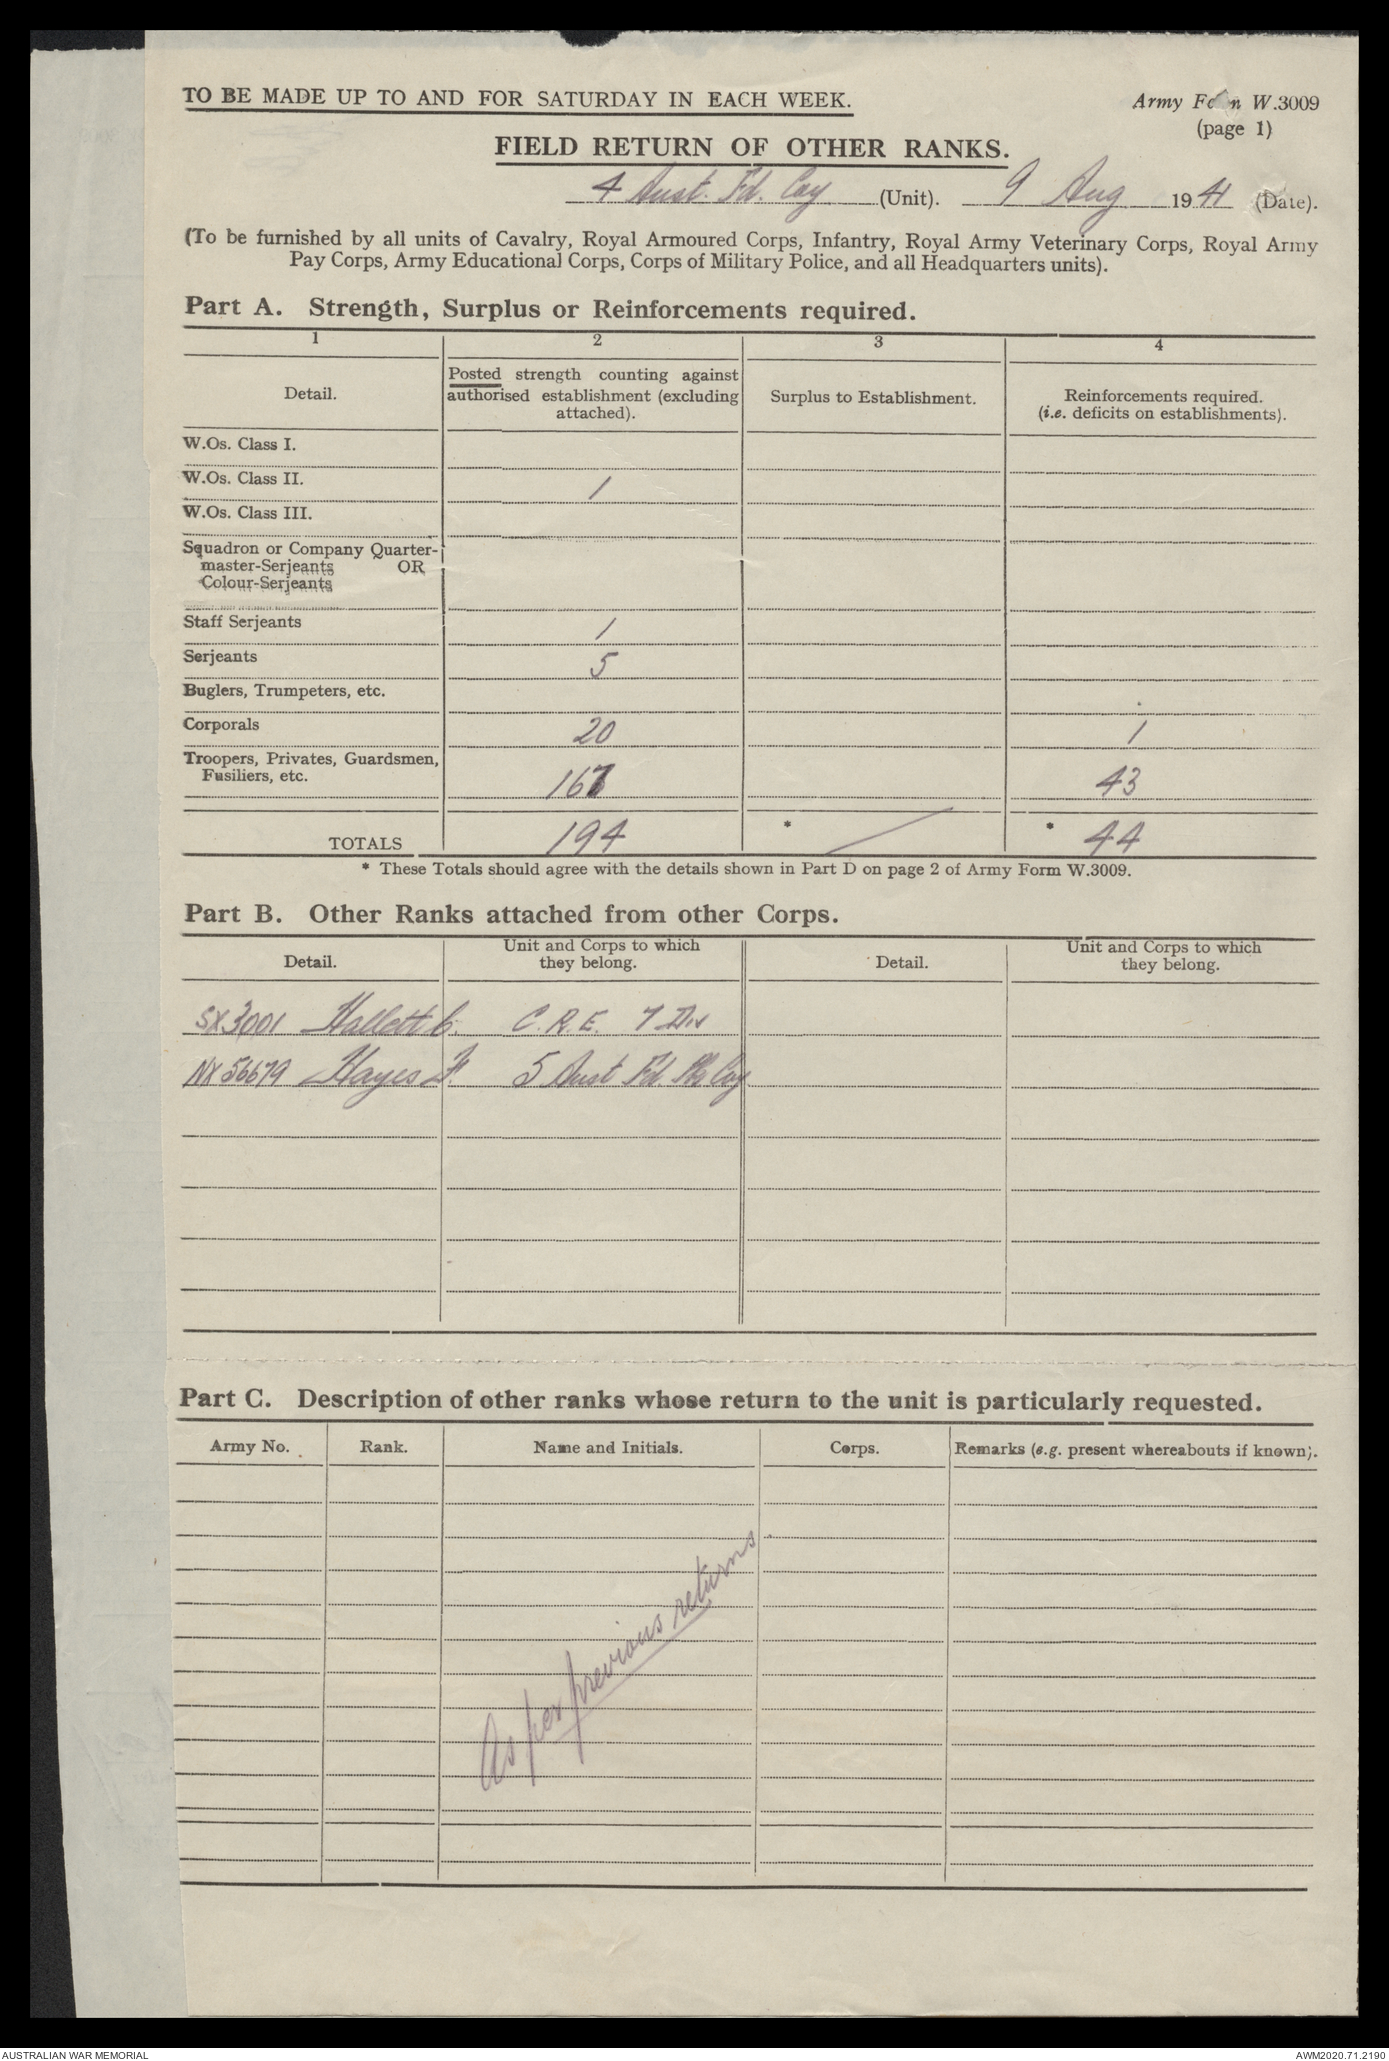 TO BE MADE UP TO AND FOR SATURDAY IN EACH WEEK.
Army Form W.3009
(page 1)
FIELD RETURN OF OTHER RANKS.
4 Aust. Fd. Coy (Unit). 9 Aug 1941 (Date).
(To be furnished by all units of Cavalry, Royal Armoured Corps, Infantry, Royal Army Veterinary Corps, Royal Army
Pay Corps, Army Educational Corps, Corps of Military Police, and all Headquarters units).
Part A. Strength, Surplus or Reinforcements required.
1 2 3 4
Detail.
Posted strength counting against
authorised establishment (excluding
attached).
Surplus to Establishment.
Reinforcements required.
(i.e. deficits on establishments).
W.Os. Class I.
W.Os. Class II. 1
W.Os. Class III.
Squadron or Company Quarter-
master-Serjeants OR
Colour-Serjeants
Staff Serjeants 1
Serjeants 5
Buglers, Trumpeters, etc.
Corporals 20 1
Troopers, Privates, Guardsmen,
Fusiliers, etc. 167 43
TOTALS 194 * * 44
* These Totals should agree with the details shown in Part D on page 2 of Army Form W.3009.
Part B. Other Ranks attached from other Corps.
Detail.
Unit and Corps to which
they belong.
Detail.
Unit and Corps to which
they belong.
SX3001 Hallett C. C.R.E. 7 Div
NX56679 Hayes F. 5 Aust Fd. Pk Coy
Part C. Description of other ranks whose return to the unit is particularly requested.
Army No. Rank. Name and Initials. Corps. Remarks (e.g. present whereabouts if known).
As per previous returns
AUSTRALIAN WAR MEMORIAL
AWM2020.71.2190